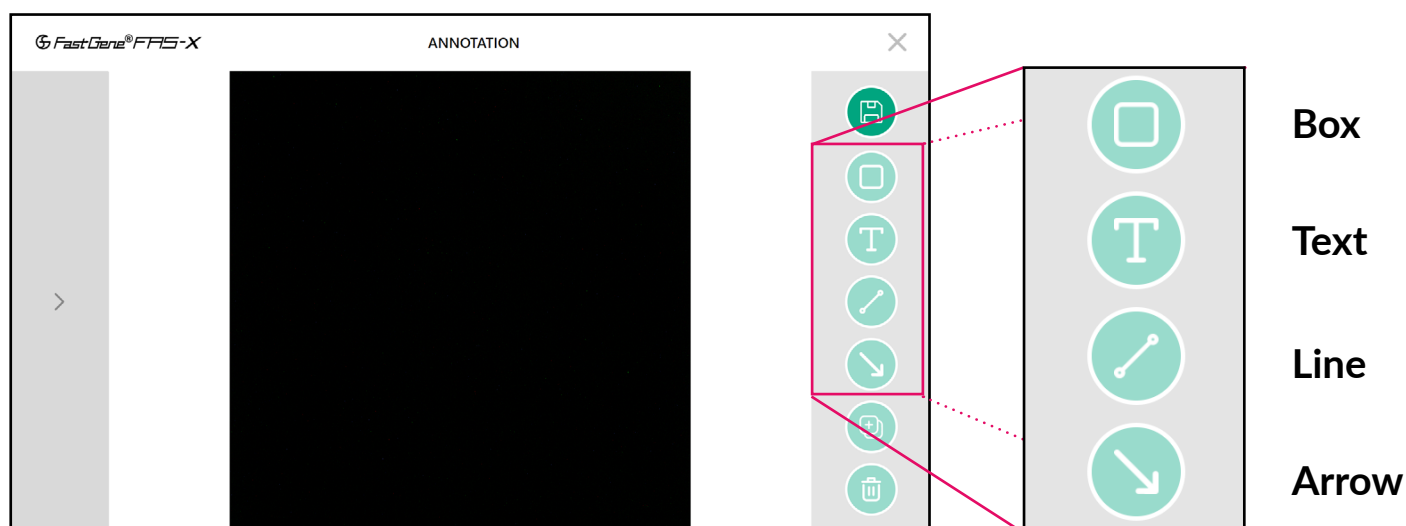 FastGene® FAS-X
ANNOTATION
Box
Text
Line
Arrow